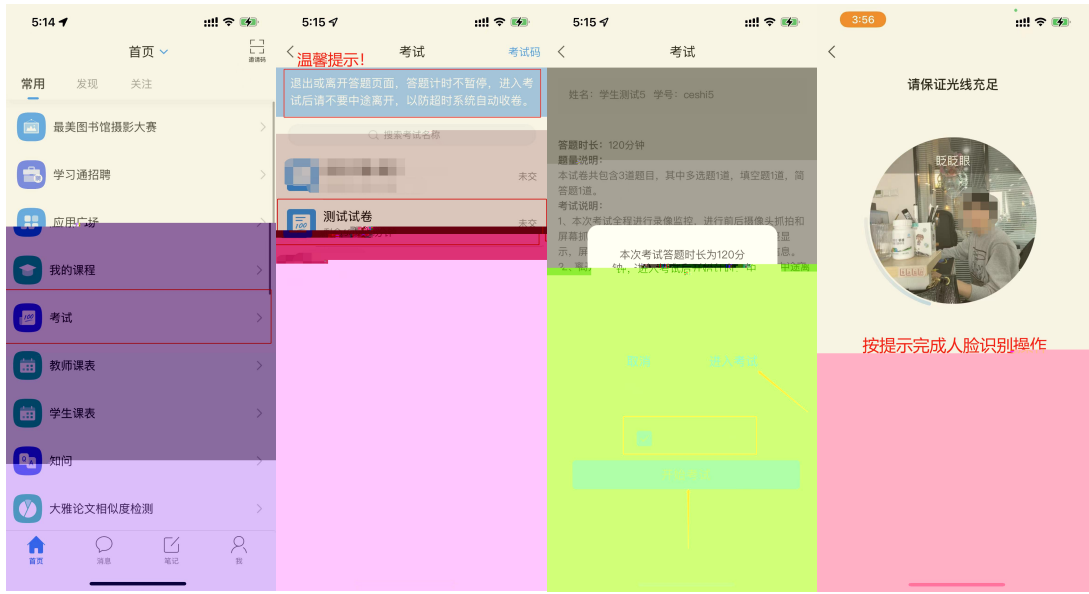 5:14
首页
邀请码
常用 发现 关注
最美图书馆摄影大赛
学习通招聘
应用广场
我的课程
考试
教师课表
学生课表
知问
大雅论文相似度检测
首页 消息 笔记 我
5:15
考试
考试码
温馨提示!
退出或离开答题页面，答题计时不暂停，进入考
试后请不要中途离开，以防超时系统自动收卷。
搜索考试名称
未交
测试试卷
未交
5:15
考试
姓名：学生测试5 学号：ceshi5
答题时长：120分钟
题量说明：
本试卷共包含3道题目，其中多选题1道，填空题1道，简
答题1道。
考试说明：
1、本次考试全程进行录像监控，进行前后摄像头抓拍和
屏幕抓
示，屏
本次考试答题时长为120分
进入考试
3:56
请保证光线充足
眨眨眼
按提示完成人脸识别操作